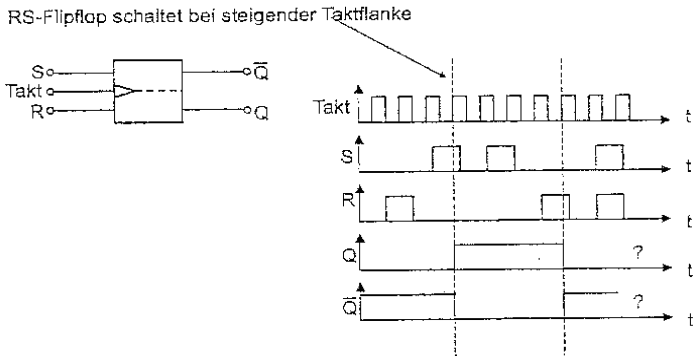 RS-Flipflop schaltet bei steigender Taktflanke
S
Q̅
Takt
R
Q
Takt
t
S
t
R
t
Q
?
t
Q̅
?
t